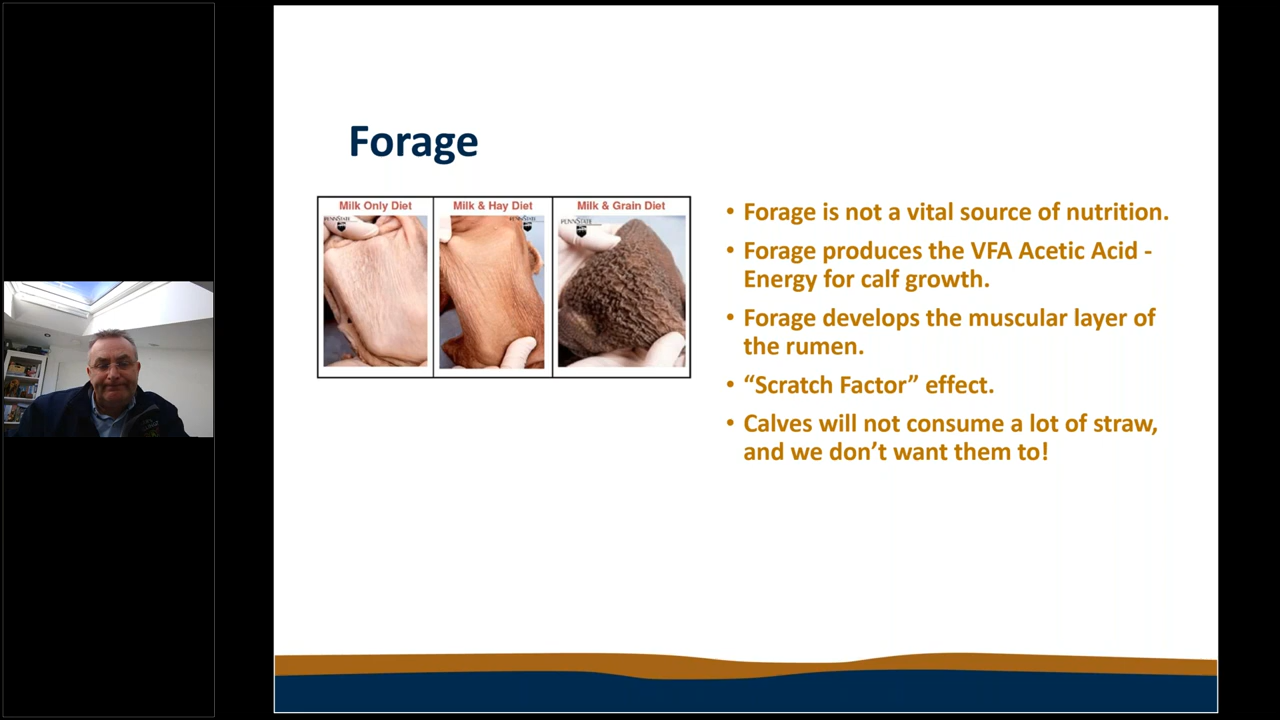 Forage
Milk Only Diet
Milk & Hay Diet
Milk & Grain Diet
PENNSTATE
PENNSTATE
• Forage is not a vital source of nutrition.
• Forage produces the VFA Acetic Acid -
Energy for calf growth.
• Forage develops the muscular layer of
the rumen.
• “Scratch Factor” effect.
• Calves will not consume a lot of straw,
and we don’t want them to!